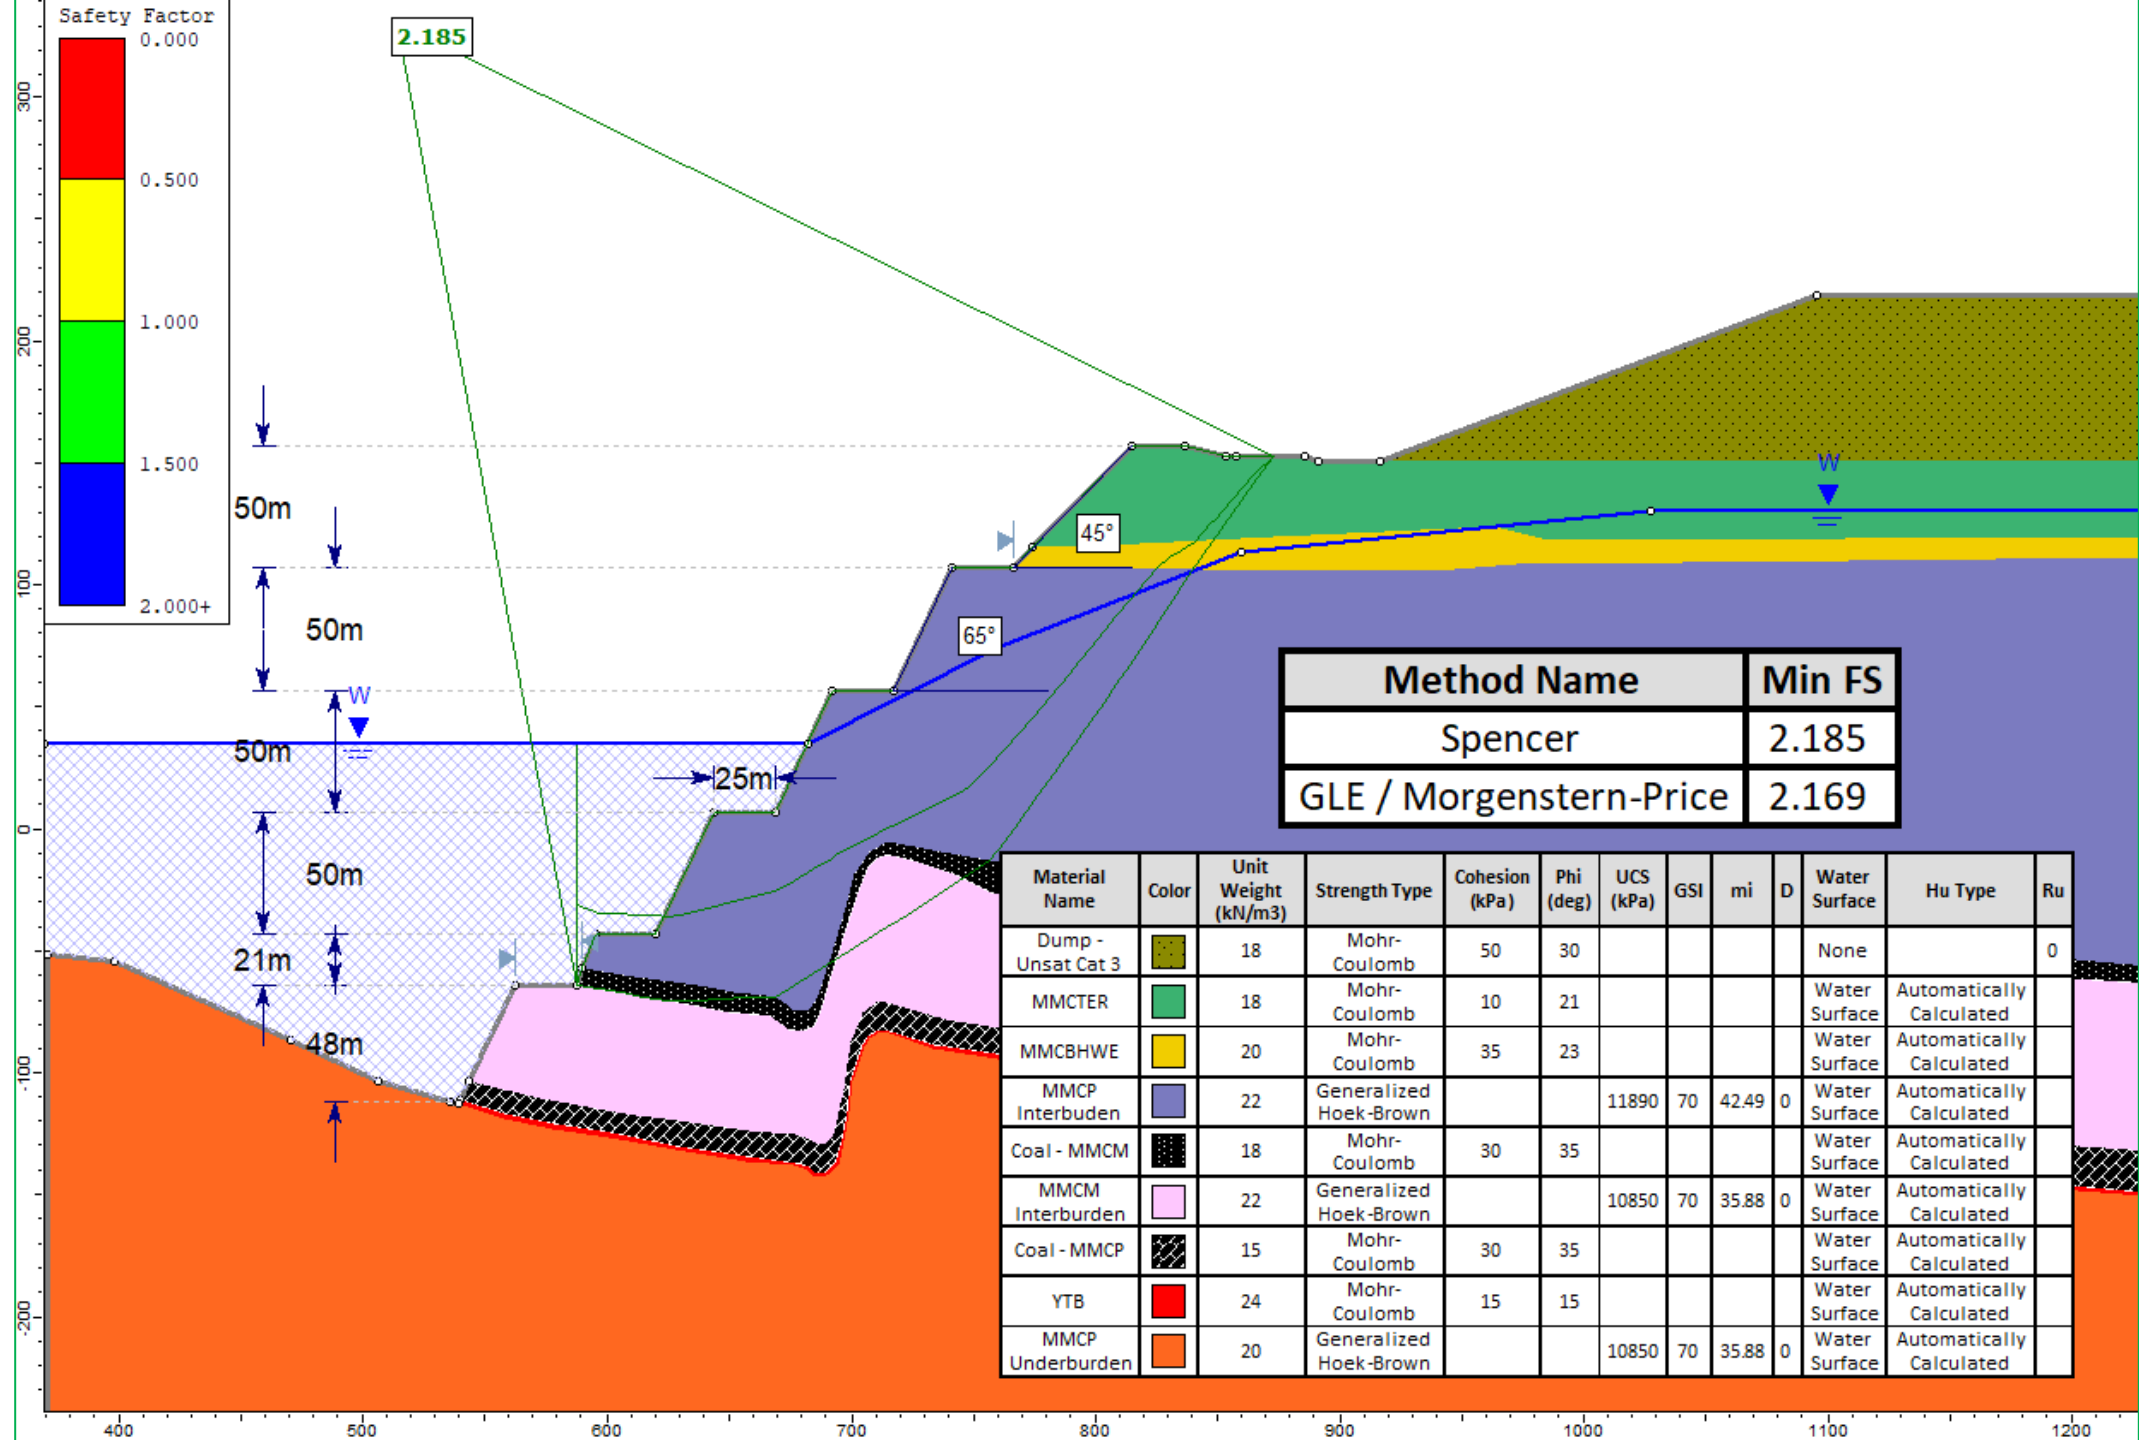 Safety Factor
0.000
0.500
1.000
1.500
2.000+
2.185
300
200
100
0
-100
-200
50m
50m
50m
50m
21m
48m
25m
W
W
45°
65°
Method Name Min FS
Spencer 2.185
GLE / Morgenstern-Price 2.169
Material Name Color Unit Weight (kN/m3) Strength Type Cohesion (kPa) Phi (deg) UCS (kPa) GSI mi D Water Surface Hu Type Ru
Dump - Unsat Cat 3 18 Mohr-Coulomb 50 30 None 0
MMCTER 18 Mohr-Coulomb 10 21 Water Surface Automatically Calculated
MMCBHWE 20 Mohr-Coulomb 35 23 Water Surface Automatically Calculated
MMCP Interbuden 22 Generalized Hoek-Brown 11890 70 42.49 0 Water Surface Automatically Calculated
Coal - MMCM 18 Mohr-Coulomb 30 35 Water Surface Automatically Calculated
MMCM Interburden 22 Generalized Hoek-Brown 10850 70 35.88 0 Water Surface Automatically Calculated
Coal - MMCP 15 Mohr-Coulomb 30 35 Water Surface Automatically Calculated
YTB 24 Mohr-Coulomb 15 15 Water Surface Automatically Calculated
MMCP Underburden 20 Generalized Hoek-Brown 10850 70 35.88 0 Water Surface Automatically Calculated
400 500 600 700 800 900 1000 1100 1200